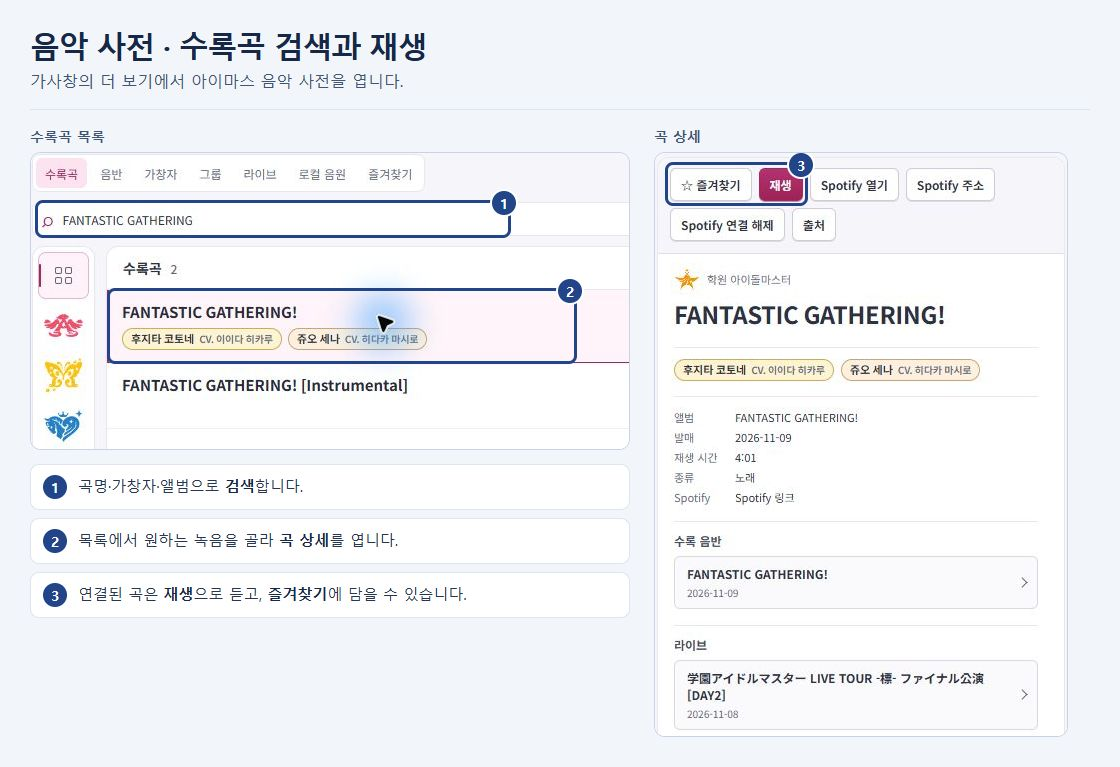 음악 사전 · 수록곡 검색과 재생
가사창의 더 보기에서 아이마스 음악 사전을 엽니다.
수록곡 목록
수록곡 음반 가창자 그룹 라이브 로컬 음원 즐겨찾기
1
FANTASTIC GATHERING
수록곡 2
2
FANTASTIC GATHERING!
후지타 코토네 CV. 이이다 히카루 쥬오 세나 CV. 히다카 마시로
FANTASTIC GATHERING! [Instrumental]
1 곡명·가창자·앨범으로 검색합니다.
2 목록에서 원하는 녹음을 골라 곡 상세를 엽니다.
3 연결된 곡은 재생으로 듣고, 즐겨찾기에 담을 수 있습니다.
곡 상세
3
☆ 즐겨찾기 재생 Spotify 열기 Spotify 주소
Spotify 연결 해제 출처
학원 아이돌마스터
FANTASTIC GATHERING!
후지타 코토네 CV. 이이다 히카루 쥬오 세나 CV. 히다카 마시로
앨범 FANTASTIC GATHERING!
발매 2026-11-09
재생 시간 4:01
종류 노래
Spotify Spotify 링크
수록 음반
FANTASTIC GATHERING!
2026-11-09
라이브
学園アイドルマスター LIVE TOUR -標- ファイナル公演
[DAY2]
2026-11-08